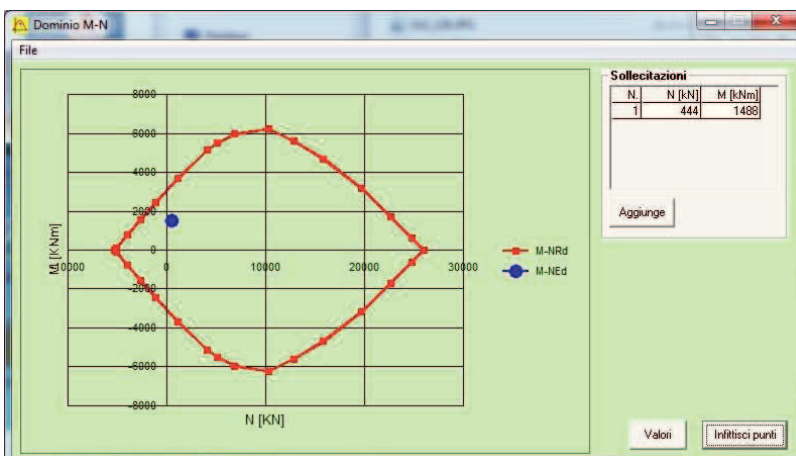 Dominio M-N
File
8000
6000
4000
2000
0
-2000
-4000
-6000
-8000
M [KNm]
10000
0
10000
20000
30000
N [KN]
M-NRd
M-NEd
Sollecitazioni
N. N [kN] M [kNm]
1 444 1488
Aggiunge
Valori
Infittisci punti